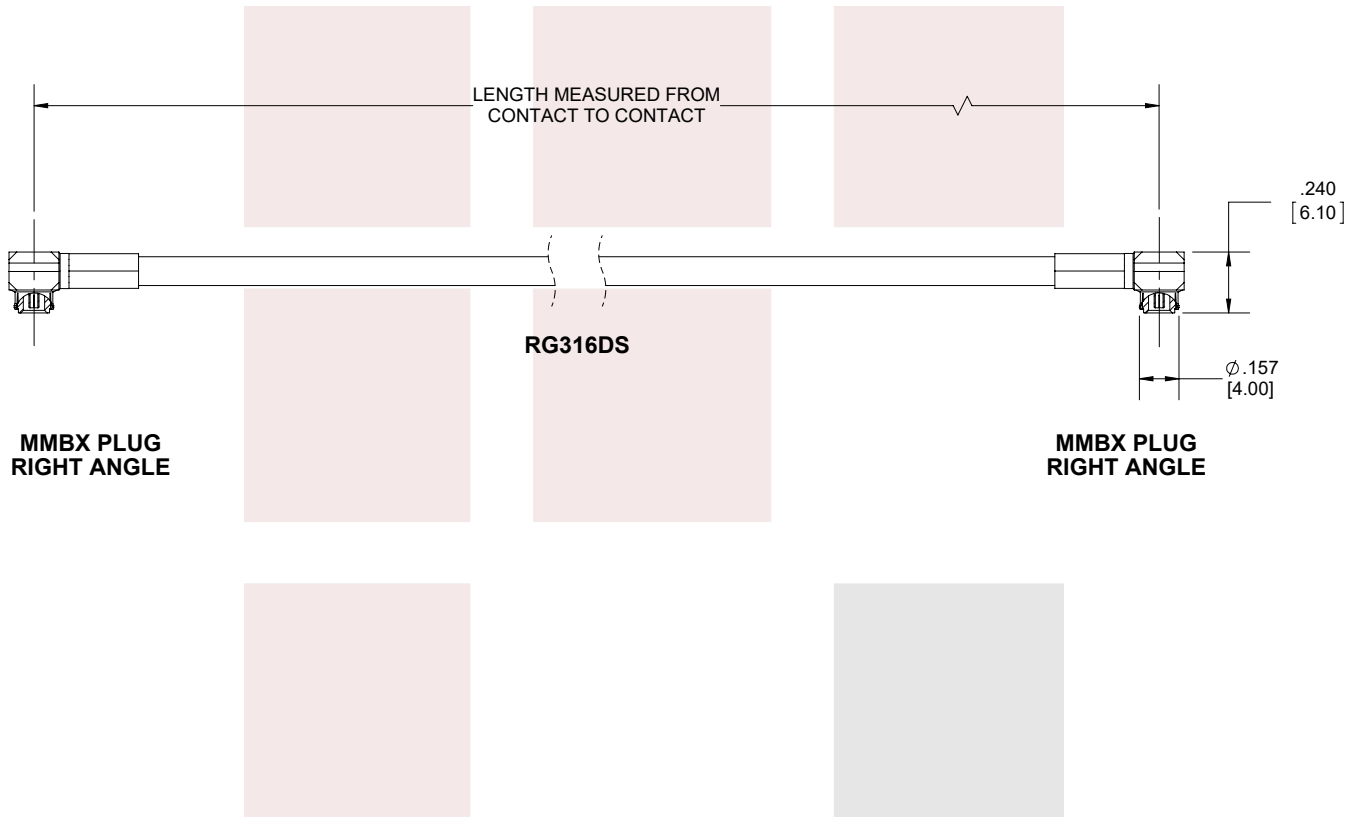 LENGTH MEASURED FROM
CONTACT TO CONTACT
.240
[6.10]
RG316DS
⌀.157
[4.00]
MMBX PLUG
RIGHT ANGLE
MMBX PLUG
RIGHT ANGLE